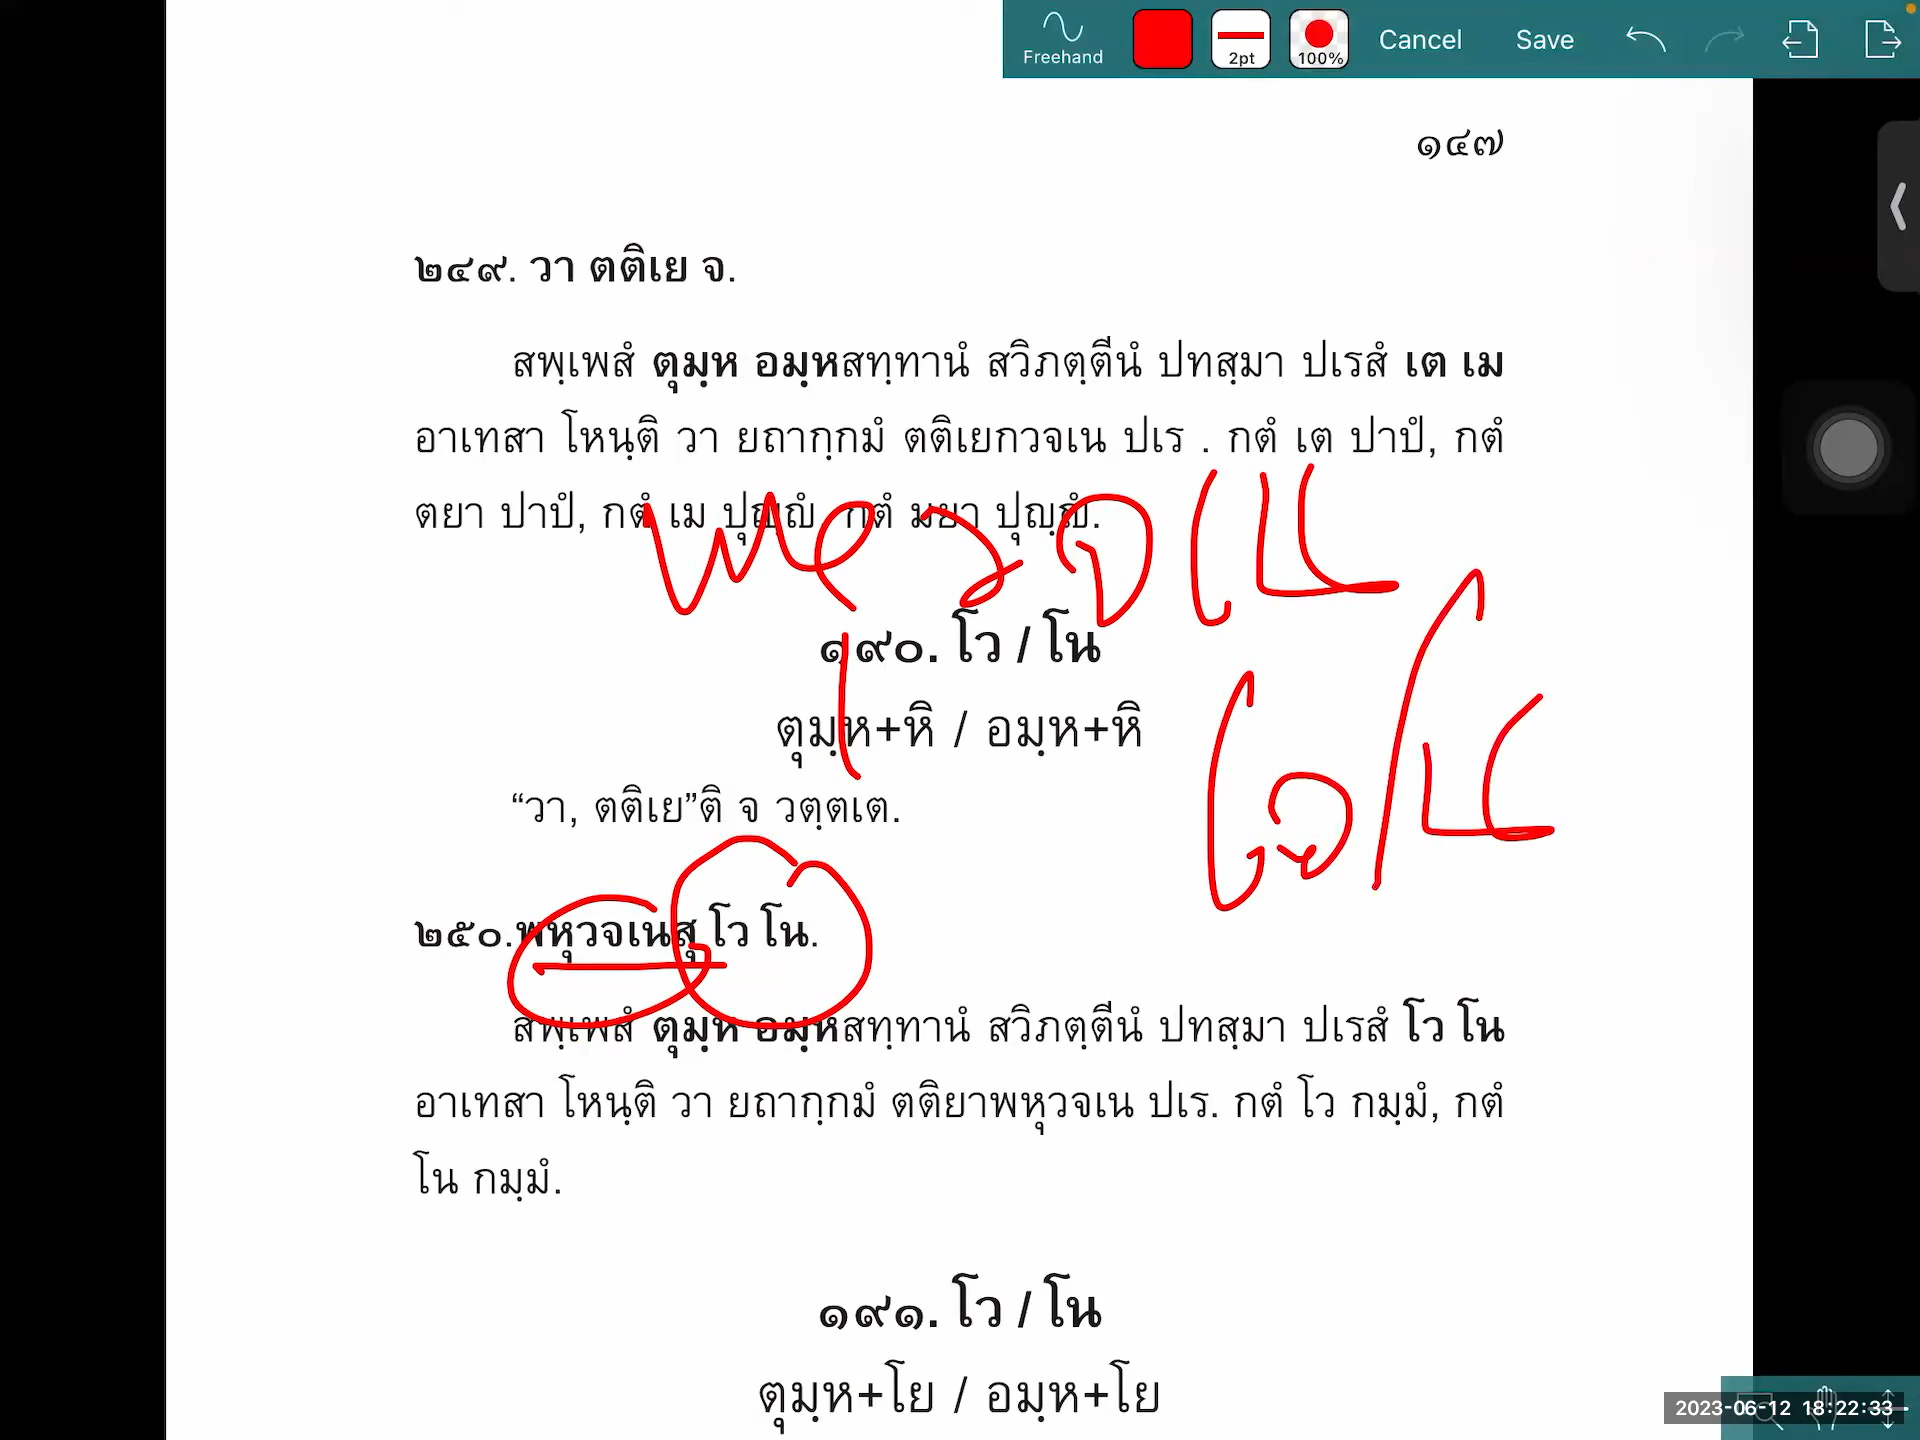 Freehand 2pt 100% Cancel Save
๑๔๗
๒๔๙. วา ตติเย จ.
สพฺเพสํ ตุมฺห อมฺหสทฺทานํ สวิภตฺตีนํ ปทสฺมา ปเรสํ เต เม
อาเทสา โหนฺติ วา ยถากฺกมํ ตติเยกวจเน ปเร . กตํ เต ปาปํ, กตํ
ตยา ปาปํ, กตํ เม ปุญฺญํ กตํ มยา ปุญฺญํ.
พหุวจเน
๑๙๐. โว / โน
โว/น
ตุมฺห+หิ / อมฺห+หิ
“วา, ตติเย”ติ จ วตฺตเต.
๒๕๐.พหุวจเนสุ โว โน.
สพฺเพสํ ตุมฺห อมฺหสทฺทานํ สวิภตฺตีนํ ปทสฺมา ปเรสํ โว โน
อาเทสา โหนฺติ วา ยถากฺกมํ ตติยาพหุวจเน ปเร. กตํ โว กมฺมํ, กตํ
โน กมฺมํ.
๑๙๑. โว / โน
ตุมฺห+โย / อมฺห+โย
2023-06-12 18:22:33